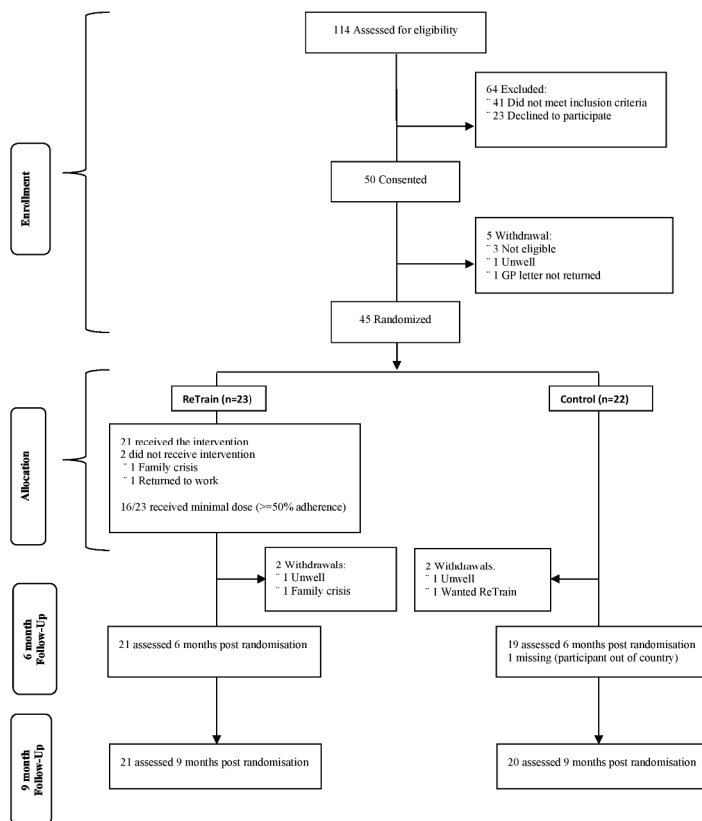 114 Assessed for eligibility
64 Excluded:
¨ 41 Did not meet inclusion criteria
¨ 23 Declined to participate
Enrollment
50 Consented
5 Withdrawal:
¨ 3 Not eligible
¨ 1 Unwell
¨ 1 GP letter not returned
45 Randomized
Allocation
ReTrain (n=23)
Control (n=22)
21 received the intervention
2 did not receive intervention
¨ 1 Family crisis
¨ 1 Returned to work
16/23 received minimal dose (>=50% adherence)
2 Withdrawals:
¨ 1 Unwell
¨ 1 Family crisis
2 Withdrawals:
¨ 1 Unwell
¨ 1 Wanted ReTrain
6 month
Follow-Up
21 assessed 6 months post randomisation
19 assessed 6 months post randomisation
1 missing (participant out of country)
9 month
Follow-Up
21 assessed 9 months post randomisation
20 assessed 9 months post randomisation